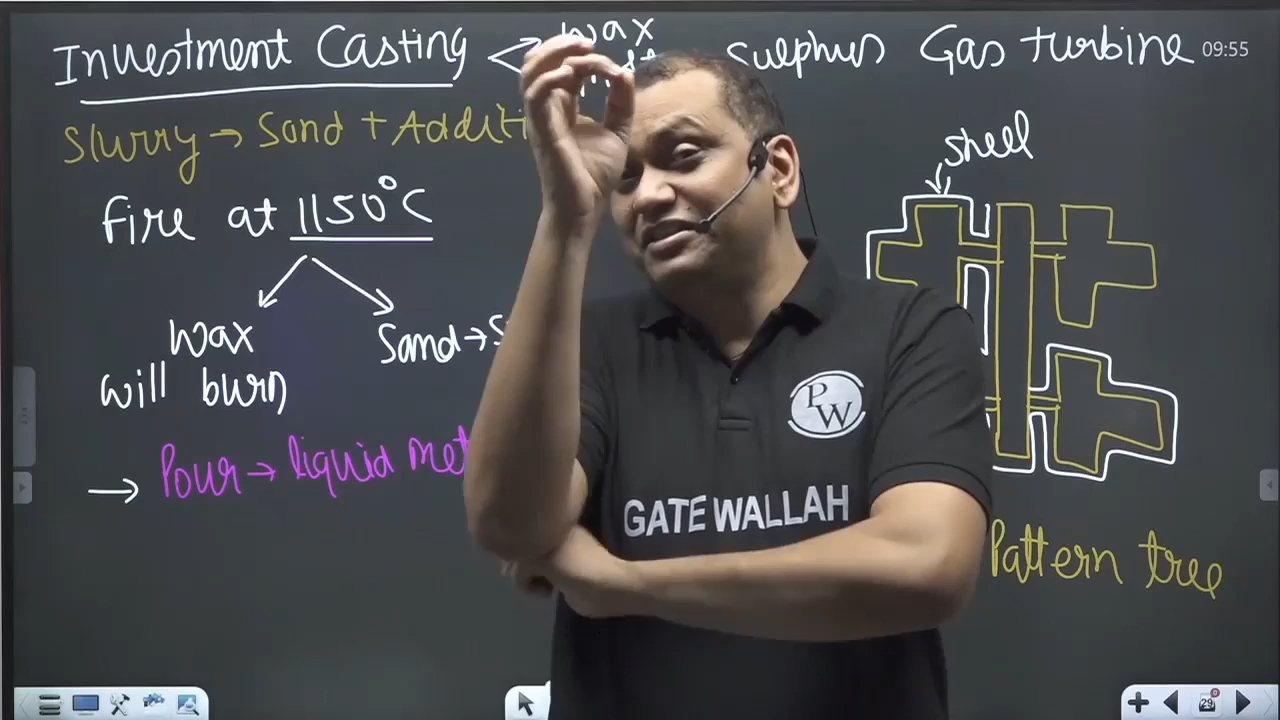 Investment Casting < wax Sulphur Gas turbine 09:55
Slurry → Sand + Additi
fire at 1150°C
shell
wax
will burn
Sand →
→ Pour → liquid met
PW
GATE WALLAH
Pattern tree
29